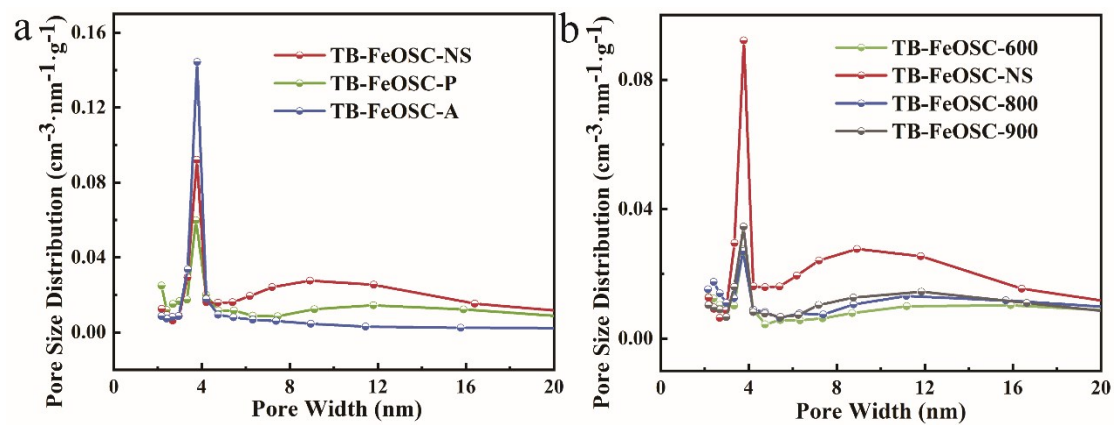 a
Pore Size Distribution (cm⁻³·nm⁻¹·g⁻¹)
0.16
0.12
0.08
0.04
0.00
TB-FeOSC-NS
TB-FeOSC-P
TB-FeOSC-A
0 4 8 12 16 20
Pore Width (nm)
b
Pore Size Distribution (cm⁻³·nm⁻¹·g⁻¹)
0.08
0.04
0.00
TB-FeOSC-600
TB-FeOSC-NS
TB-FeOSC-800
TB-FeOSC-900
0 4 8 12 16 20
Pore Width (nm)